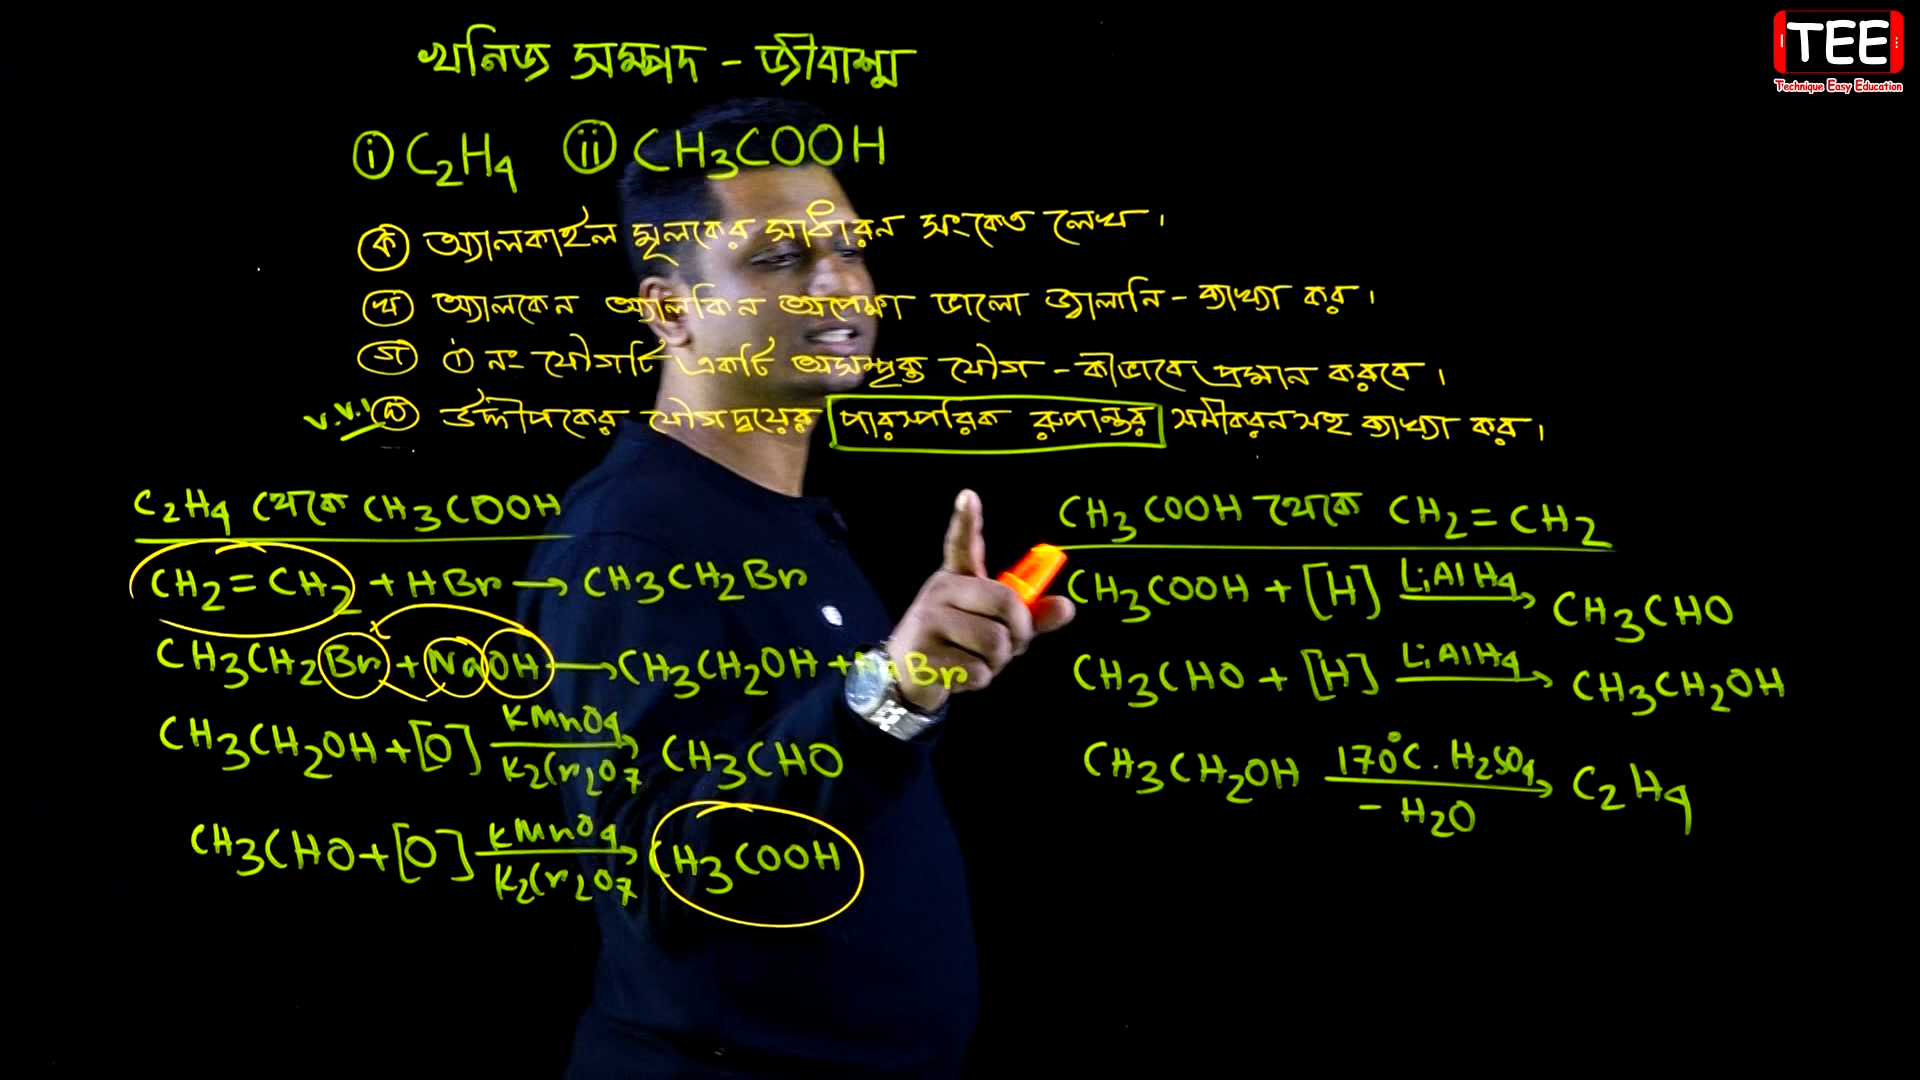 TEE
Technique Easy Education
খনিজ সম্পদ - জীবাশ্ম
i C₂H₄ ii CH₃COOH
ক অ্যালকাইল মূলকের সাধারন সংকেত লেখ।
খ অ্যালকেন অ্যালকিন অপেক্ষা ভালো জ্বালানি - ব্যাখ্যা কর।
গ i নং যৌগটি একটি অসম্পৃক্ত যৌগ - কীভাবে প্রমান করবে।
v.v.i ঘ উদ্দীপকের যৌগদ্বয়ের পারস্পরিক রুপান্তর সমীকরনসহ ব্যাখ্যা কর।
C₂H₄ থেকে CH₃COOH
CH₂=CH₂ + HBr → CH₃CH₂Br
CH₃CH₂Br + NaOH → CH₃CH₂OH + NaBr
CH₃CH₂OH + [O] KMnO₄ / K₂Cr₂O₇ → CH₃CHO
CH₃CHO + [O] KMnO₄ / K₂Cr₂O₇ → CH₃COOH
CH₃COOH থেকে CH₂=CH₂
CH₃COOH + [H] LiAlH₄ → CH₃CHO
CH₃CHO + [H] LiAlH₄ → CH₃CH₂OH
CH₃CH₂OH 170°C. H₂SO₄ / - H₂O → C₂H₄